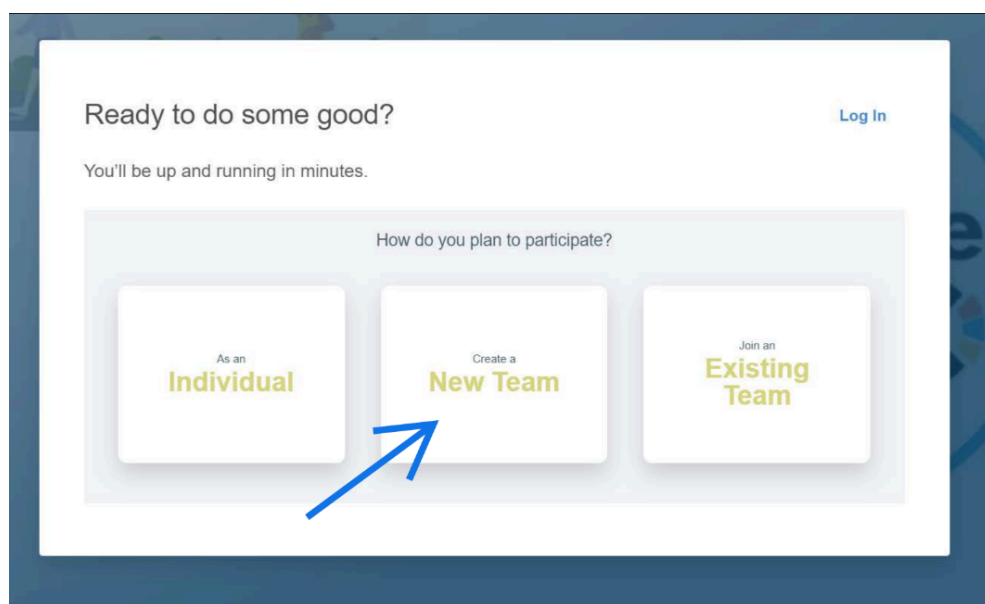 Ready to do some good?
Log In
You'll be up and running in minutes.
How do you plan to participate?
As an
Individual
Create a
New Team
Join an
Existing
Team